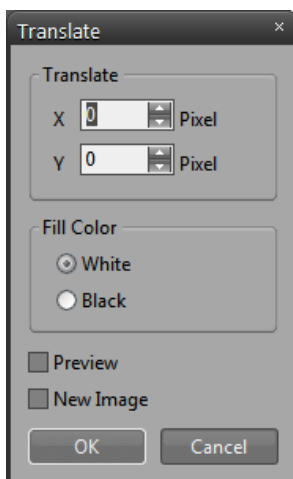 Translate
Translate
X 0 Pixel
Y 0 Pixel
Fill Color
White
Black
Preview
New Image
OK Cancel